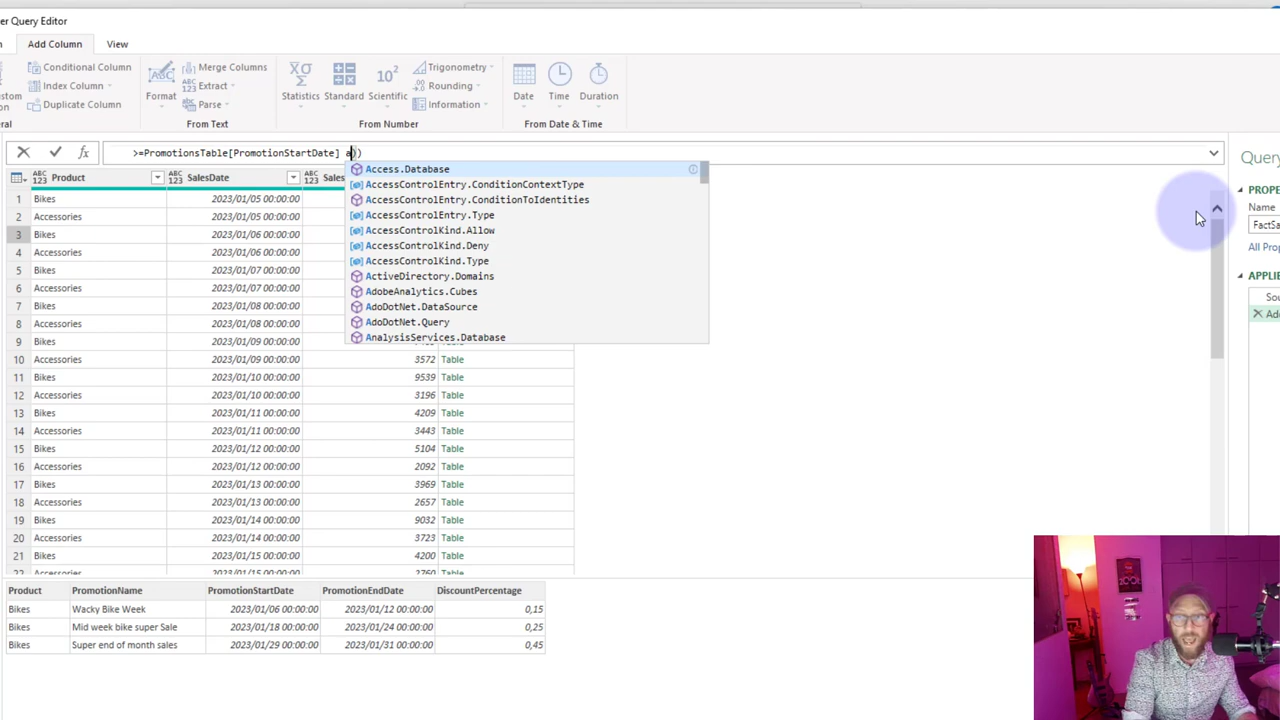 er Query Editor
Add Column View
Conditional Column
Index Column
Duplicate Column
Format
Merge Columns
Extract
Parse
From Text
Statistics Standard Scientific
Trigonometry
Rounding
Information
From Number
Date Time Duration
From Date & Time
>=PromotionsTable[PromotionStartDate] a))
Access.Database
AccessControlEntry.ConditionContextType
AccessControlEntry.ConditionToIdentities
AccessControlEntry.Type
AccessControlKind.Allow
AccessControlKind.Deny
AccessControlKind.Type
ActiveDirectory.Domains
AdobeAnalytics.Cubes
AdoDotNet.DataSource
AdoDotNet.Query
AnalysisServices.Database
Product SalesDate
1 Bikes 2023/01/05 00:00:00
2 Accessories 2023/01/05 00:00:00
3 Bikes 2023/01/06 00:00:00
4 Accessories 2023/01/06 00:00:00
5 Bikes 2023/01/07 00:00:00
6 Accessories 2023/01/07 00:00:00
7 Bikes 2023/01/08 00:00:00
8 Accessories 2023/01/08 00:00:00
9 Bikes 2023/01/09 00:00:00
10 Accessories 2023/01/09 00:00:00 3572 Table
11 Bikes 2023/01/10 00:00:00 9539 Table
12 Accessories 2023/01/10 00:00:00 3196 Table
13 Bikes 2023/01/11 00:00:00 4209 Table
14 Accessories 2023/01/11 00:00:00 3443 Table
15 Bikes 2023/01/12 00:00:00 5104 Table
16 Accessories 2023/01/12 00:00:00 2092 Table
17 Bikes 2023/01/13 00:00:00 3969 Table
18 Accessories 2023/01/13 00:00:00 2657 Table
19 Bikes 2023/01/14 00:00:00 9032 Table
20 Accessories 2023/01/14 00:00:00 3723 Table
21 Bikes 2023/01/15 00:00:00 4200 Table
Product PromotionName PromotionStartDate PromotionEndDate DiscountPercentage
Bikes Wacky Bike Week 2023/01/06 00:00:00 2023/01/12 00:00:00 0,15
Bikes Mid week bike super Sale 2023/01/18 00:00:00 2023/01/24 00:00:00 0,25
Bikes Super end of month sales 2023/01/29 00:00:00 2023/01/31 00:00:00 0,45
Query
PROPE
Name
FactSa
All Prop
APPLIE
Sou
Add